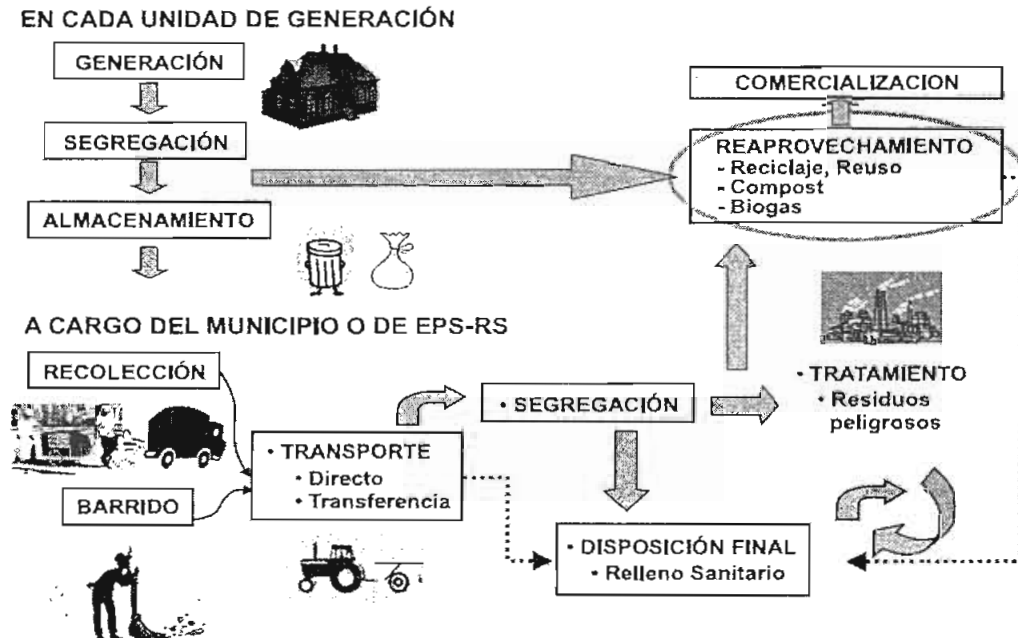 EN CADA UNIDAD DE GENERACIÓN
GENERACIÓN
SEGREGACIÓN
ALMACENAMIENTO
COMERCIALIZACION
REAPROVECHAMIENTO
- Reciclaje, Reuso
- Compost
- Biogas
A CARGO DEL MUNICIPIO O DE EPS-RS
RECOLECCIÓN
BARRIDO
• TRANSPORTE
• Directo
• Transferencia
• SEGREGACIÓN
• TRATAMIENTO
• Residuos
peligrosos
• DISPOSICIÓN FINAL
• Relleno Sanitario